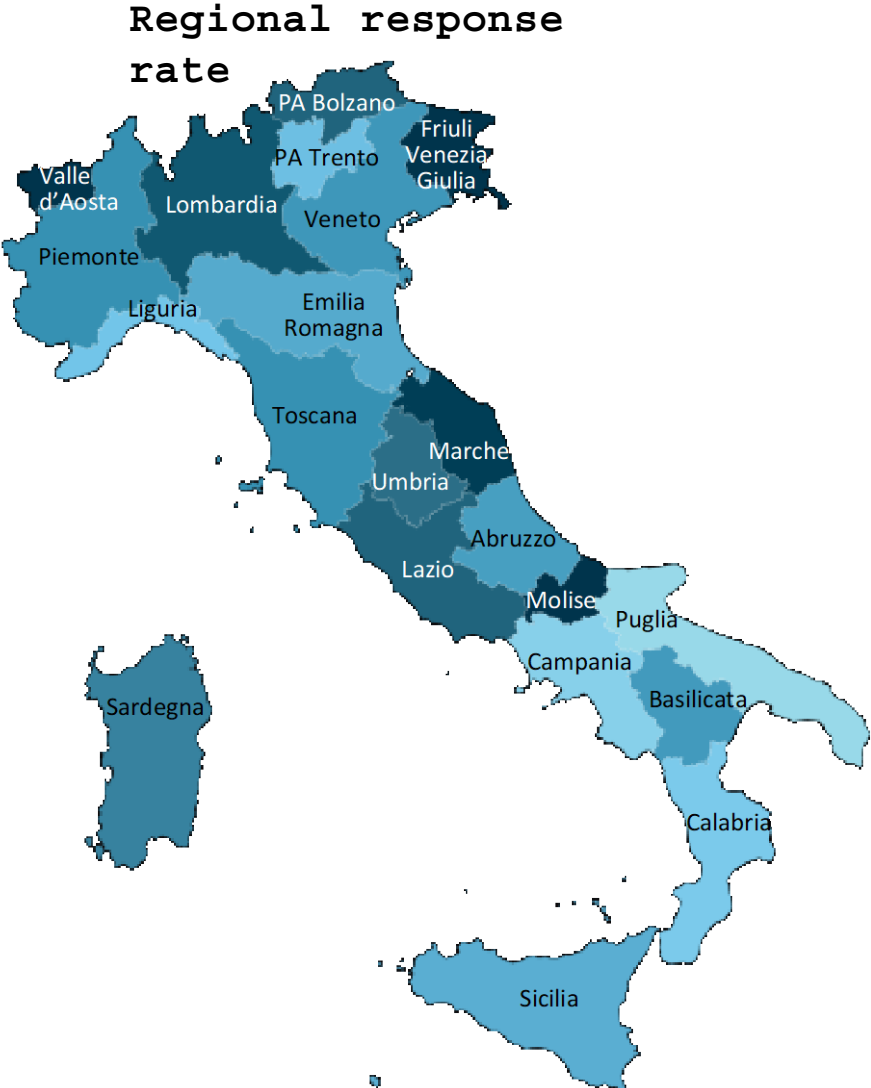 Regional response
rate
PA Bolzano
Friuli
Venezia
Giulia
PA Trento
Valle
d’Aosta
Lombardia
Veneto
Piemonte
Liguria
Emilia
Romagna
Toscana
Marche
Umbria
Abruzzo
Lazio
Molise
Puglia
Campania
Basilicata
Sardegna
Calabria
Sicilia